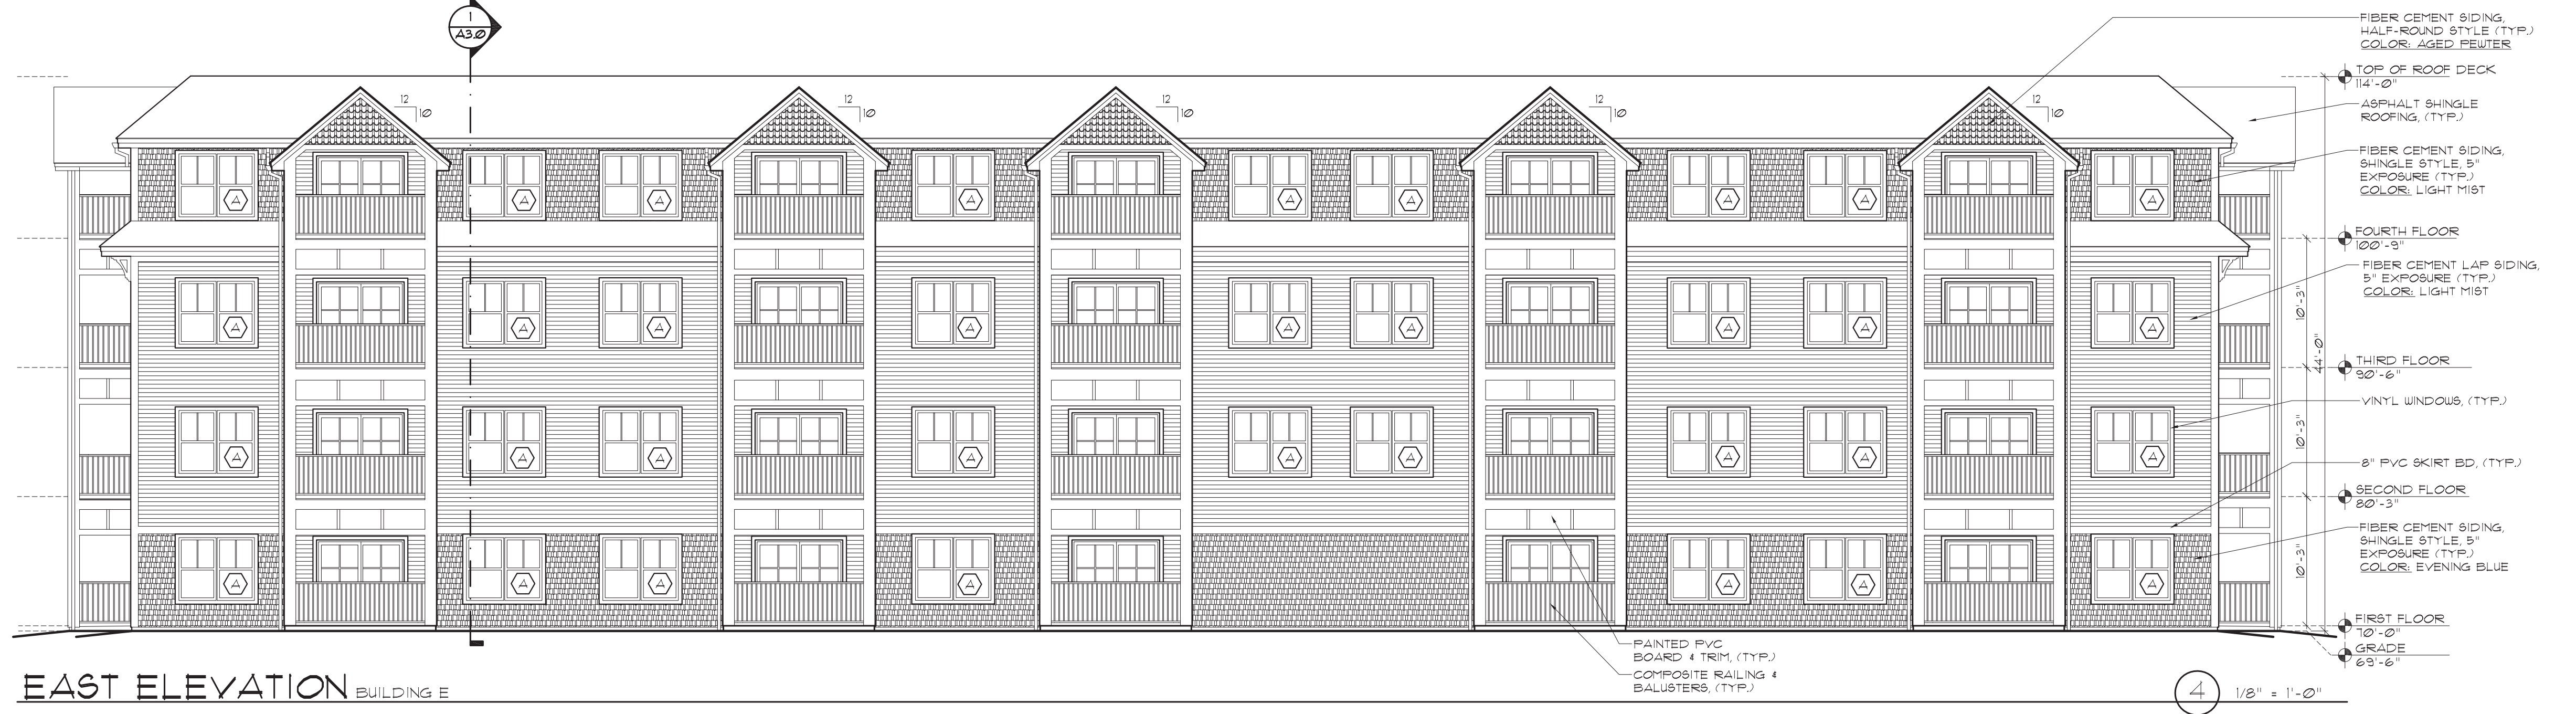 1
A3.0
12
10
12
10
12
10
12
10
12
10
FIBER CEMENT SIDING,
HALF-ROUND STYLE (TYP.)
COLOR: AGED PEWTER
TOP OF ROOF DECK
114'-0"
ASPHALT SHINGLE
ROOFING, (TYP.)
FIBER CEMENT SIDING,
SHINGLE STYLE, 5"
EXPOSURE (TYP.)
COLOR: LIGHT MIST
FOURTH FLOOR
100'-9"
FIBER CEMENT LAP SIDING,
5" EXPOSURE (TYP.)
COLOR: LIGHT MIST
10'-3"
44'-0"
THIRD FLOOR
90'-6"
VINYL WINDOWS, (TYP.)
10'-3"
8" PVC SKIRT BD, (TYP.)
SECOND FLOOR
80'-3"
FIBER CEMENT SIDING,
SHINGLE STYLE, 5"
EXPOSURE (TYP.)
COLOR: EVENING BLUE
10'-3"
FIRST FLOOR
70'-0"
GRADE
69'-6"
A A A A A A A A A
A A A A A A A A A
A A A A A A A A A
A A A A A A A
PAINTED PVC
BOARD & TRIM, (TYP.)
COMPOSITE RAILING &
BALUSTERS, (TYP.)
EAST ELEVATION BUILDING E
4 1/8" = 1'-0"